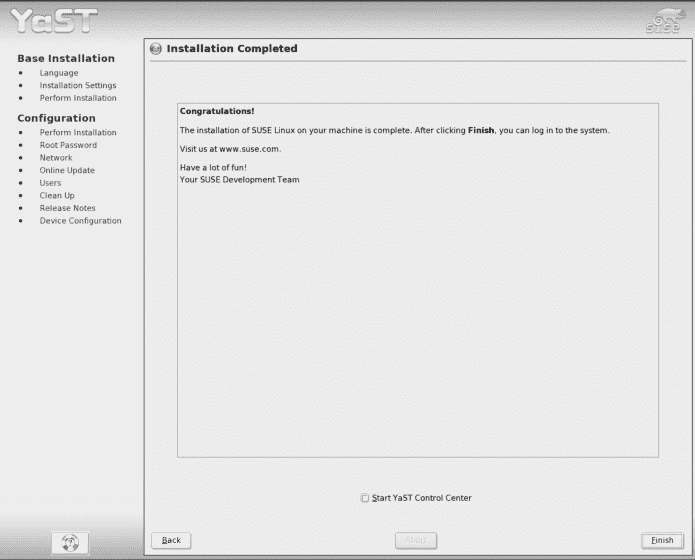 YaST
SUSE
Base Installation
• Language
• Installation Settings
• Perform Installation
Configuration
• Perform Installation
• Root Password
• Network
• Online Update
• Users
• Clean Up
• Release Notes
• Device Configuration
Installation Completed
Congratulations!
The installation of SUSE Linux on your machine is complete. After clicking Finish, you can log in to the system.
Visit us at www.suse.com.
Have a lot of fun!
Your SUSE Development Team
Start YaST Control Center
Back
Abort
Finish